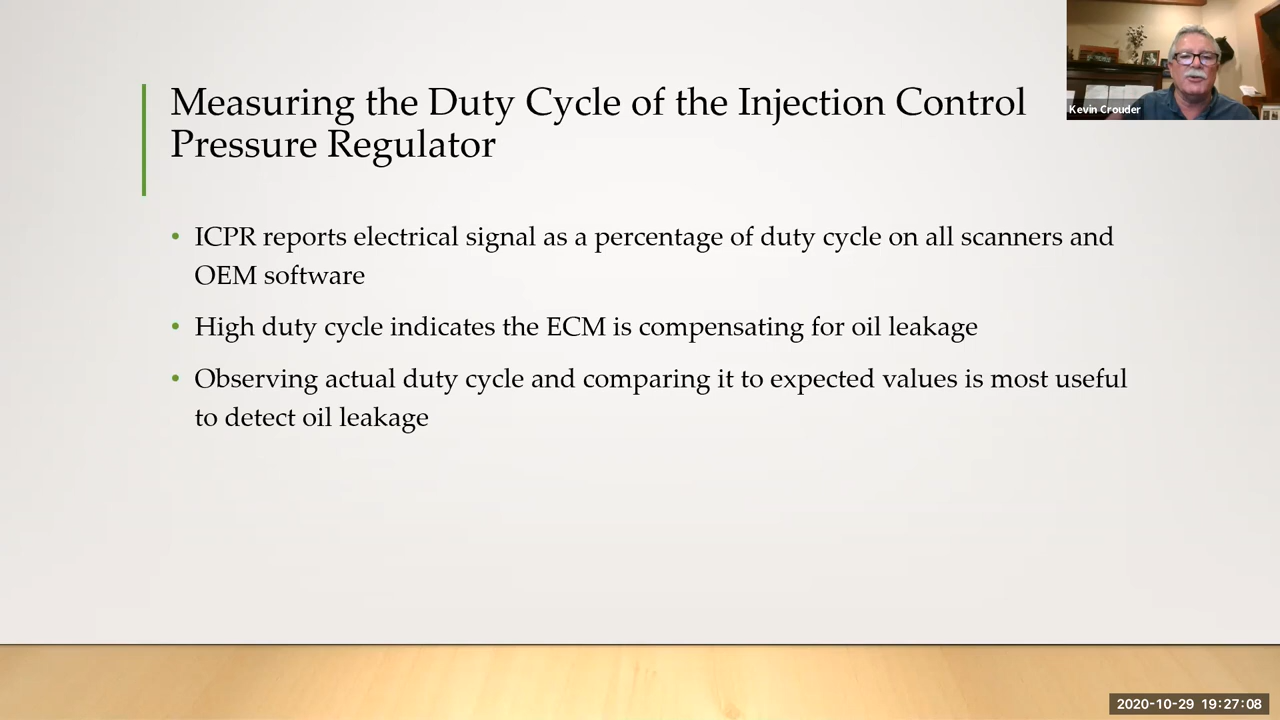 Measuring the Duty Cycle of the Injection Control
Pressure Regulator
Kevin Crouder
• ICPR reports electrical signal as a percentage of duty cycle on all scanners and
OEM software
• High duty cycle indicates the ECM is compensating for oil leakage
• Observing actual duty cycle and comparing it to expected values is most useful
to detect oil leakage
2020-10-29 19:27:08